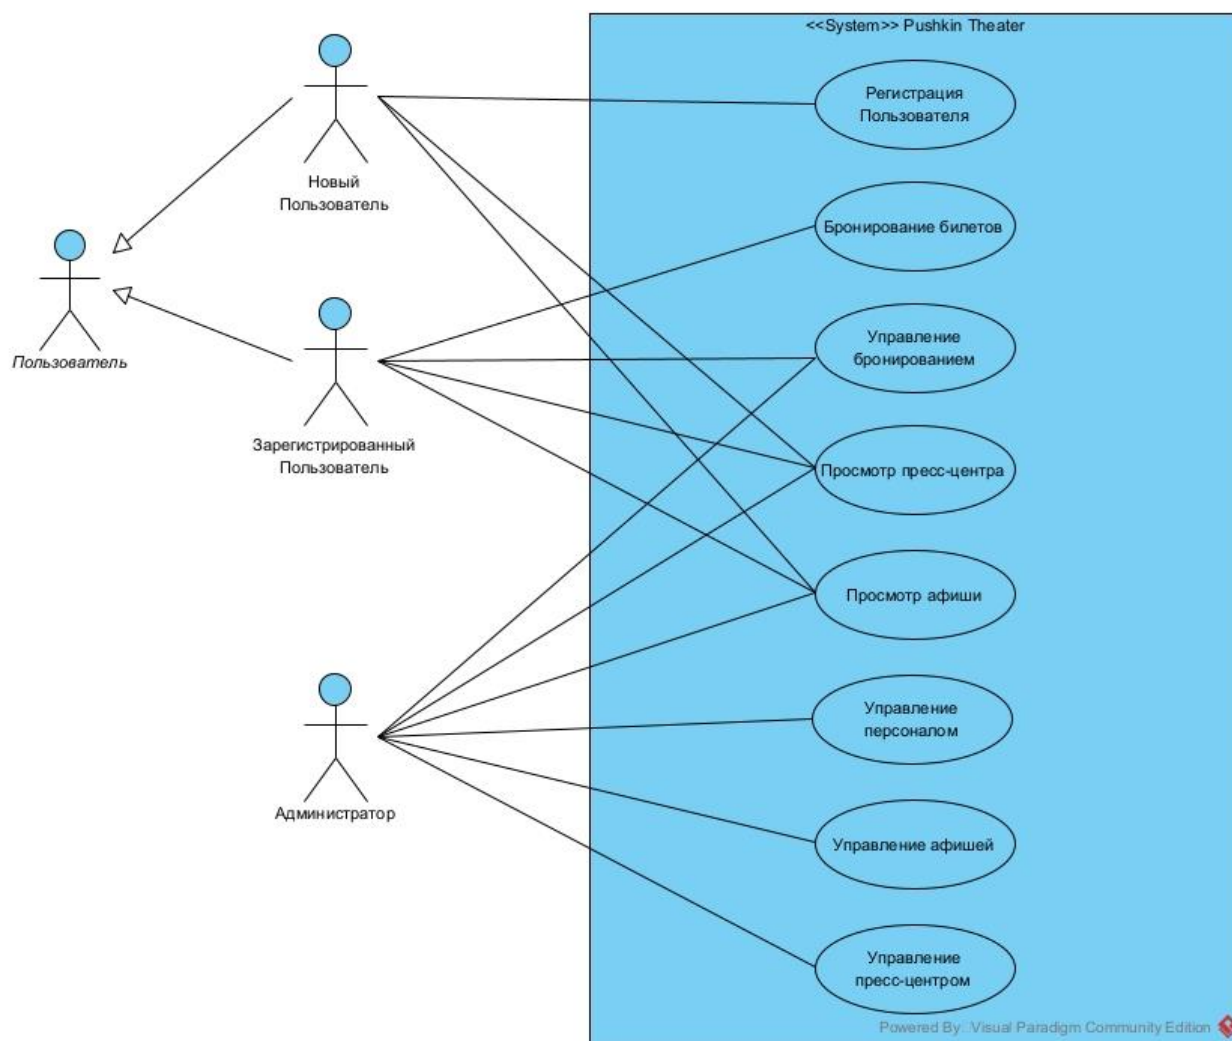 <<System>> Pushkin Theater
Регистрация
Пользователя
Новый
Пользователь
Бронирование билетов
Пользователь
Управление
бронированием
Зарегистрированный
Пользователь
Просмотр пресс-центра
Просмотр афиши
Управление
персоналом
Администратор
Управление афишей
Управление
пресс-центром
Powered By Visual Paradigm Community Edition